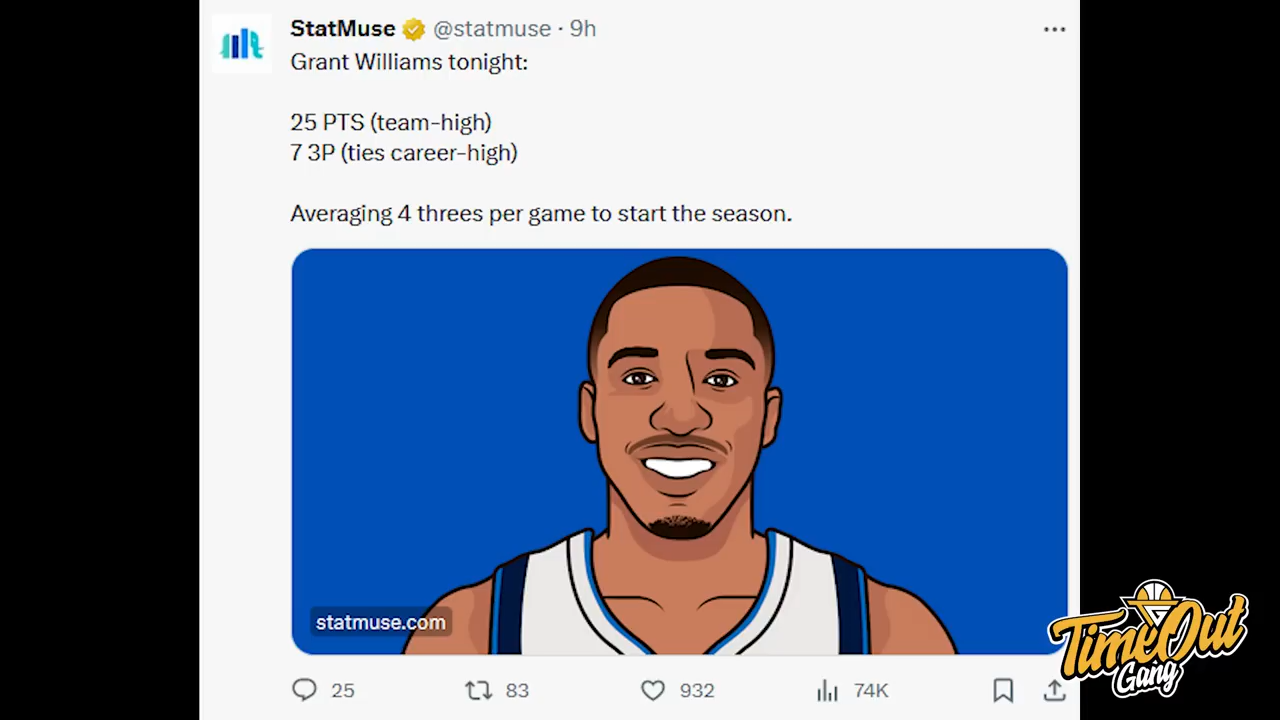 StatMuse @statmuse · 9h
Grant Williams tonight:
25 PTS (team-high)
7 3P (ties career-high)
Averaging 4 threes per game to start the season.
statmuse.com
25 83 932 74K
TimeOut
Gang